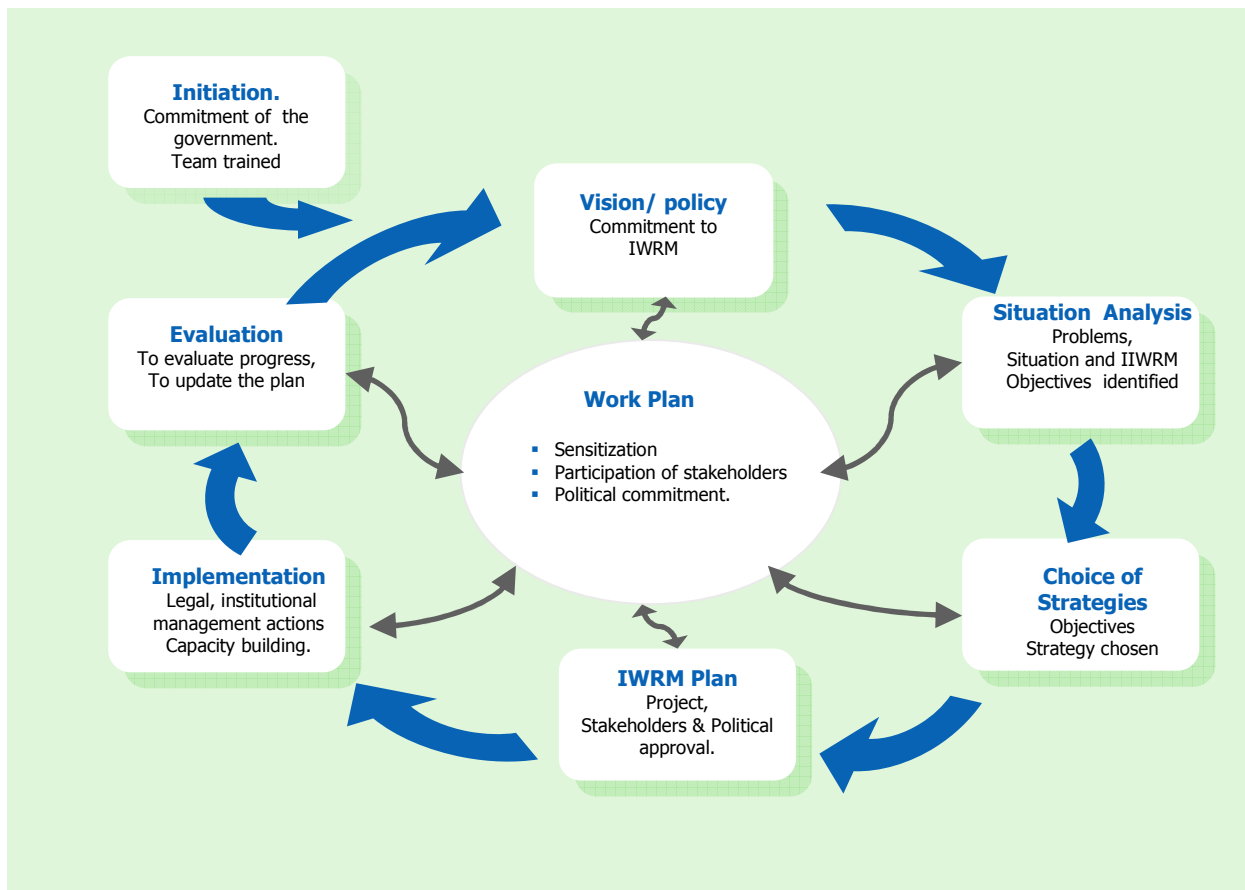 Initiation.
Commitment of the
government.
Team trained
Vision/ policy
Commitment to
IWRM
Situation Analysis
Problems,
Situation and IIWRM
Objectives identified
Evaluation
To evaluate progress,
To update the plan
Work Plan
▪ Sensitization
▪ Participation of stakeholders
▪ Political commitment.
Implementation
Legal, institutional
management actions
Capacity building.
Choice of
Strategies
Objectives
Strategy chosen
IWRM Plan
Project,
Stakeholders & Political
approval.